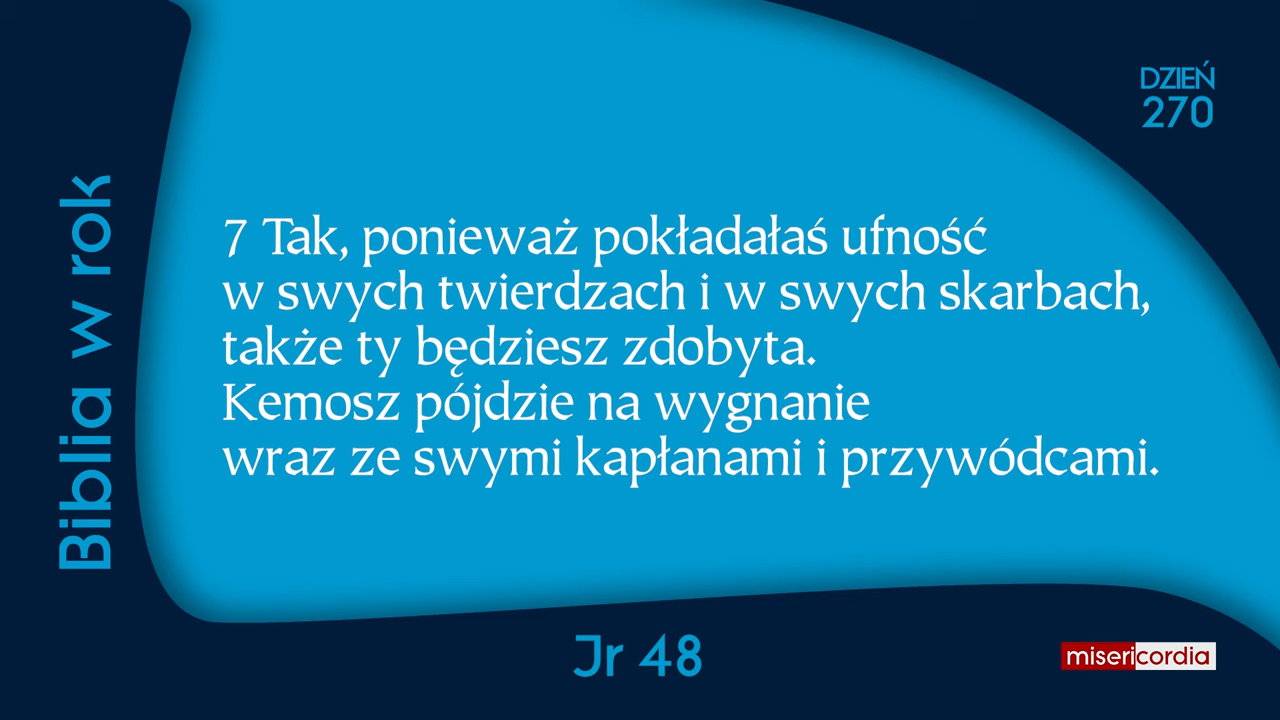 DZIEŃ
270
Biblia w rok
7 Tak, ponieważ pokładałaś ufność
w swych twierdzach i w swych skarbach,
także ty będziesz zdobyta.
Kemosz pójdzie na wygnanie
wraz ze swymi kapłanami i przywódcami.
Jr 48
misericordia